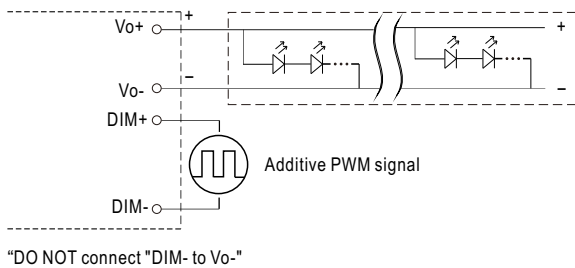 Vo+
+
+
−
−
Vo-
DIM+
Additive PWM signal
DIM-
“DO NOT connect "DIM- to Vo-"